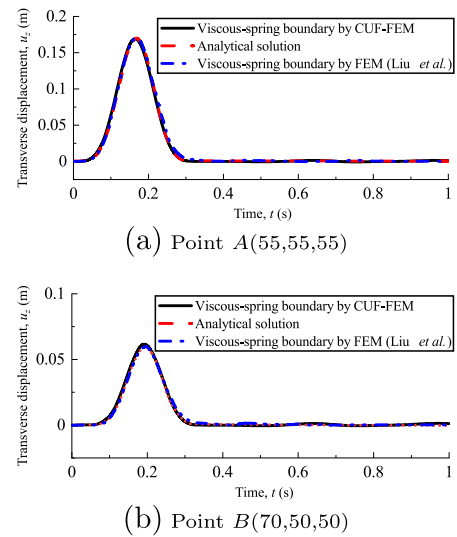 Transverse displacement, u_z (m)
0.2
0.15
0.1
0.05
0
Viscous-spring boundary by CUF-FEM
Analytical solution
Viscous-spring boundary by FEM (Liu et al.)
0 0.2 0.4 0.6 0.8 1
Time, t (s)
(a) Point A(55,55,55)
Transverse displacement, u_z (m)
0.1
0.05
0
Viscous-spring boundary by CUF-FEM
Analytical solution
Viscous-spring boundary by FEM (Liu et al.)
0 0.2 0.4 0.6 0.8 1
Time, t (s)
(b) Point B(70,50,50)